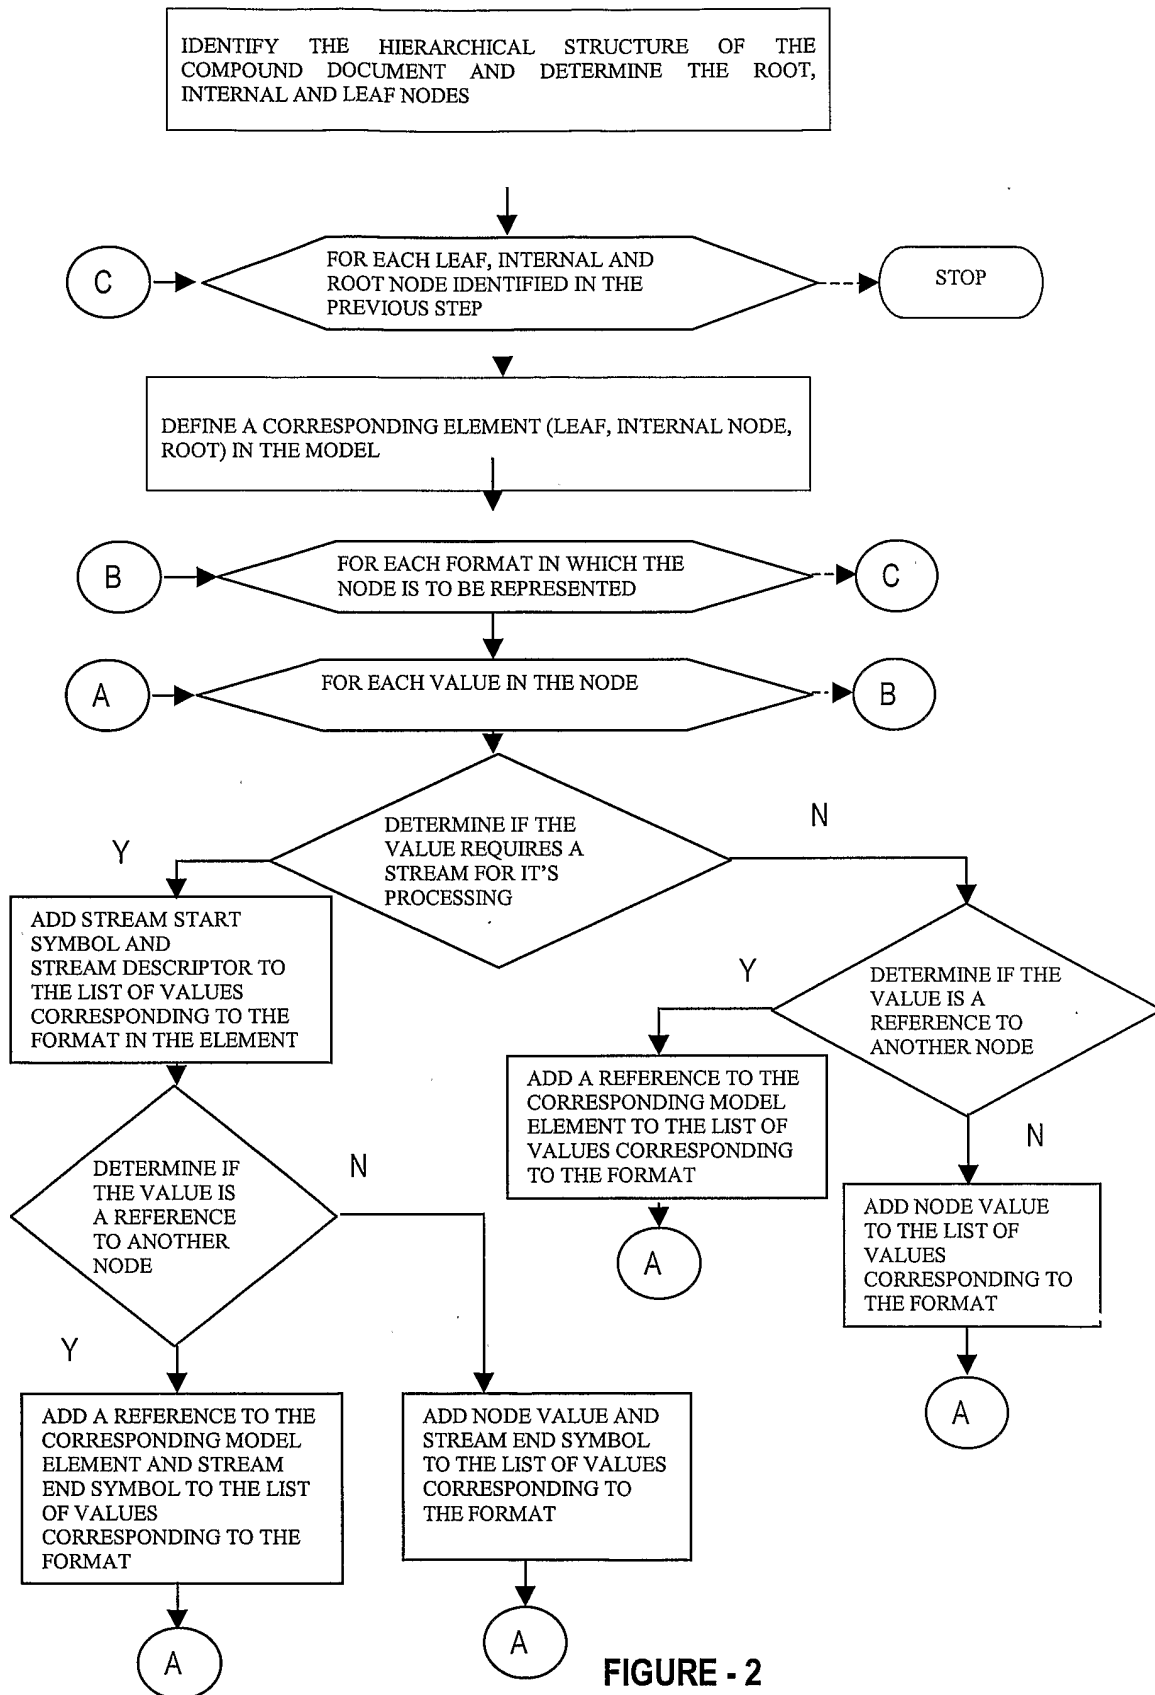 IDENTIFY THE HIERARCHICAL STRUCTURE OF THE
COMPOUND DOCUMENT AND DETERMINE THE ROOT,
INTERNAL AND LEAF NODES
C
FOR EACH LEAF, INTERNAL AND
ROOT NODE IDENTIFIED IN THE
PREVIOUS STEP
STOP
DEFINE A CORRESPONDING ELEMENT (LEAF, INTERNAL NODE,
ROOT) IN THE MODEL
B
FOR EACH FORMAT IN WHICH THE
NODE IS TO BE REPRESENTED
C
A
FOR EACH VALUE IN THE NODE
B
Y
DETERMINE IF THE
VALUE REQUIRES A
STREAM FOR IT'S
PROCESSING
N
ADD STREAM START
SYMBOL AND
STREAM DESCRIPTOR TO
THE LIST OF VALUES
CORRESPONDING TO THE
FORMAT IN THE ELEMENT
Y
DETERMINE IF THE
VALUE IS A
REFERENCE TO
ANOTHER NODE
ADD A REFERENCE TO THE
CORRESPONDING MODEL
ELEMENT TO THE LIST OF
VALUES CORRESPONDING
TO THE FORMAT
N
DETERMINE IF
THE VALUE IS
A REFERENCE
TO ANOTHER
NODE
N
A
ADD NODE VALUE
TO THE LIST OF
VALUES
CORRESPONDING TO
THE FORMAT
Y
A
ADD A REFERENCE TO THE
CORRESPONDING MODEL
ELEMENT AND STREAM
END SYMBOL TO THE LIST
OF VALUES
CORRESPONDING TO THE
FORMAT
ADD NODE VALUE AND
STREAM END SYMBOL
TO THE LIST OF VALUES
CORRESPONDING TO
THE FORMAT
A
A
FIGURE - 2